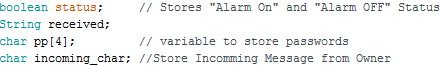 boolean status;     // Stores "Alarm On" and "Alarm OFF" Status
String received;
char pp[4];         // variable to store passwords
char incoming_char; //Store Incomming Message from Owner